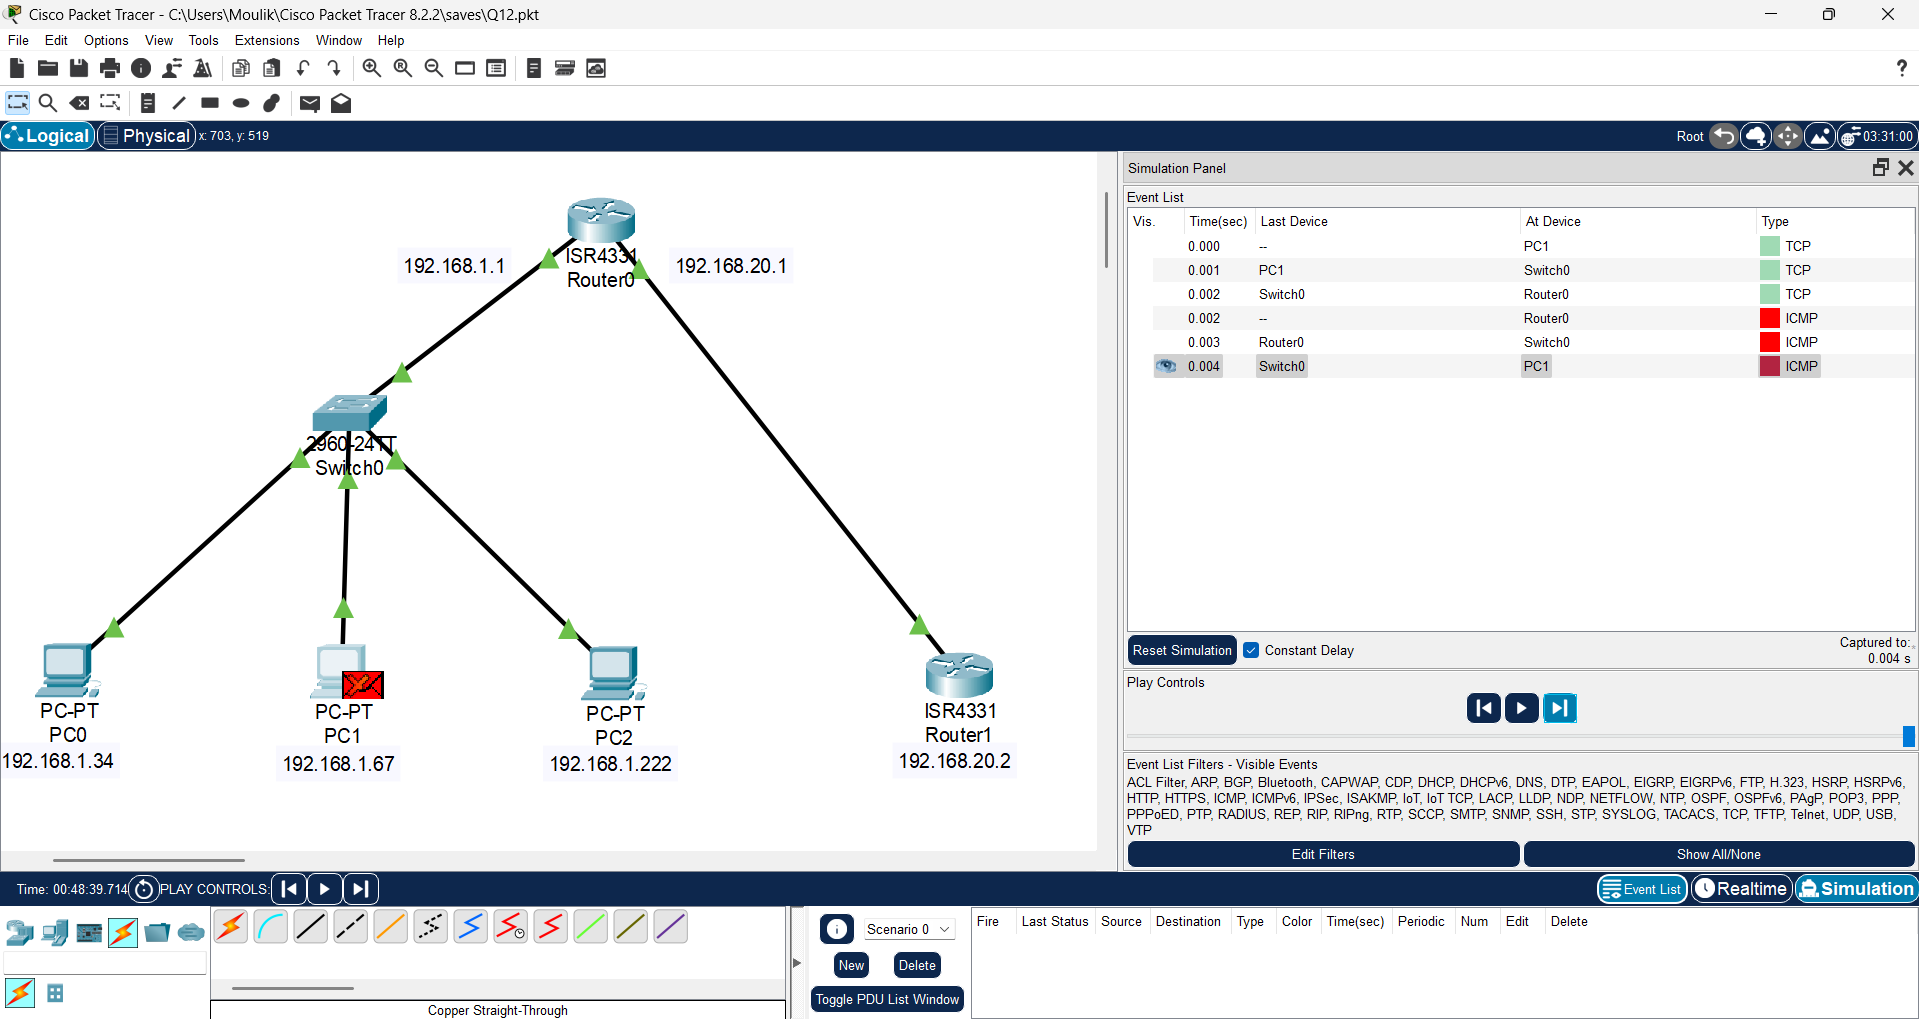 Cisco Packet Tracer - C:\Users\Moulik\Cisco Packet Tracer 8.2.2\saves\Q12.pkt
File Edit Options View Tools Extensions Window Help
Logical Physical x: 703, y: 519 Root 03:31:00
192.168.1.1
ISR4331
Router0
192.168.20.1
2960-24TT
Switch0
PC-PT
PC0
192.168.1.34
PC-PT
PC1
192.168.1.67
PC-PT
PC2
192.168.1.222
ISR4331
Router1
192.168.20.2
Simulation Panel
Event List
Vis. Time(sec) Last Device At Device Type
0.000 -- PC1 TCP
0.001 PC1 Switch0 TCP
0.002 Switch0 Router0 TCP
0.002 -- Router0 ICMP
0.003 Router0 Switch0 ICMP
0.004 Switch0 PC1 ICMP
Reset Simulation Constant Delay Captured to:
0.004 s
Play Controls
Event List Filters - Visible Events
ACL Filter, ARP, BGP, Bluetooth, CAPWAP, CDP, DHCP, DHCPv6, DNS, DTP, EAPOL, EIGRP, EIGRPv6, FTP, H.323, HSRP, HSRPv6,
HTTP, HTTPS, ICMP, ICMPv6, IPSec, ISAKMP, IoT, IoT TCP, LACP, LLDP, NDP, NETFLOW, NTP, OSPF, OSPFv6, PAgP, POP3, PPP,
PPPoED, PTP, RADIUS, REP, RIP, RIPng, RTP, SCCP, SMTP, SNMP, SSH, STP, SYSLOG, TACACS, TCP, TFTP, Telnet, UDP, USB,
VTP
Edit Filters Show All/None
Time: 00:48:39.714 PLAY CONTROLS: Event List Realtime Simulation
Scenario 0
New Delete
Toggle PDU List Window
Fire Last Status Source Destination Type Color Time(sec) Periodic Num Edit Delete
Copper Straight-Through